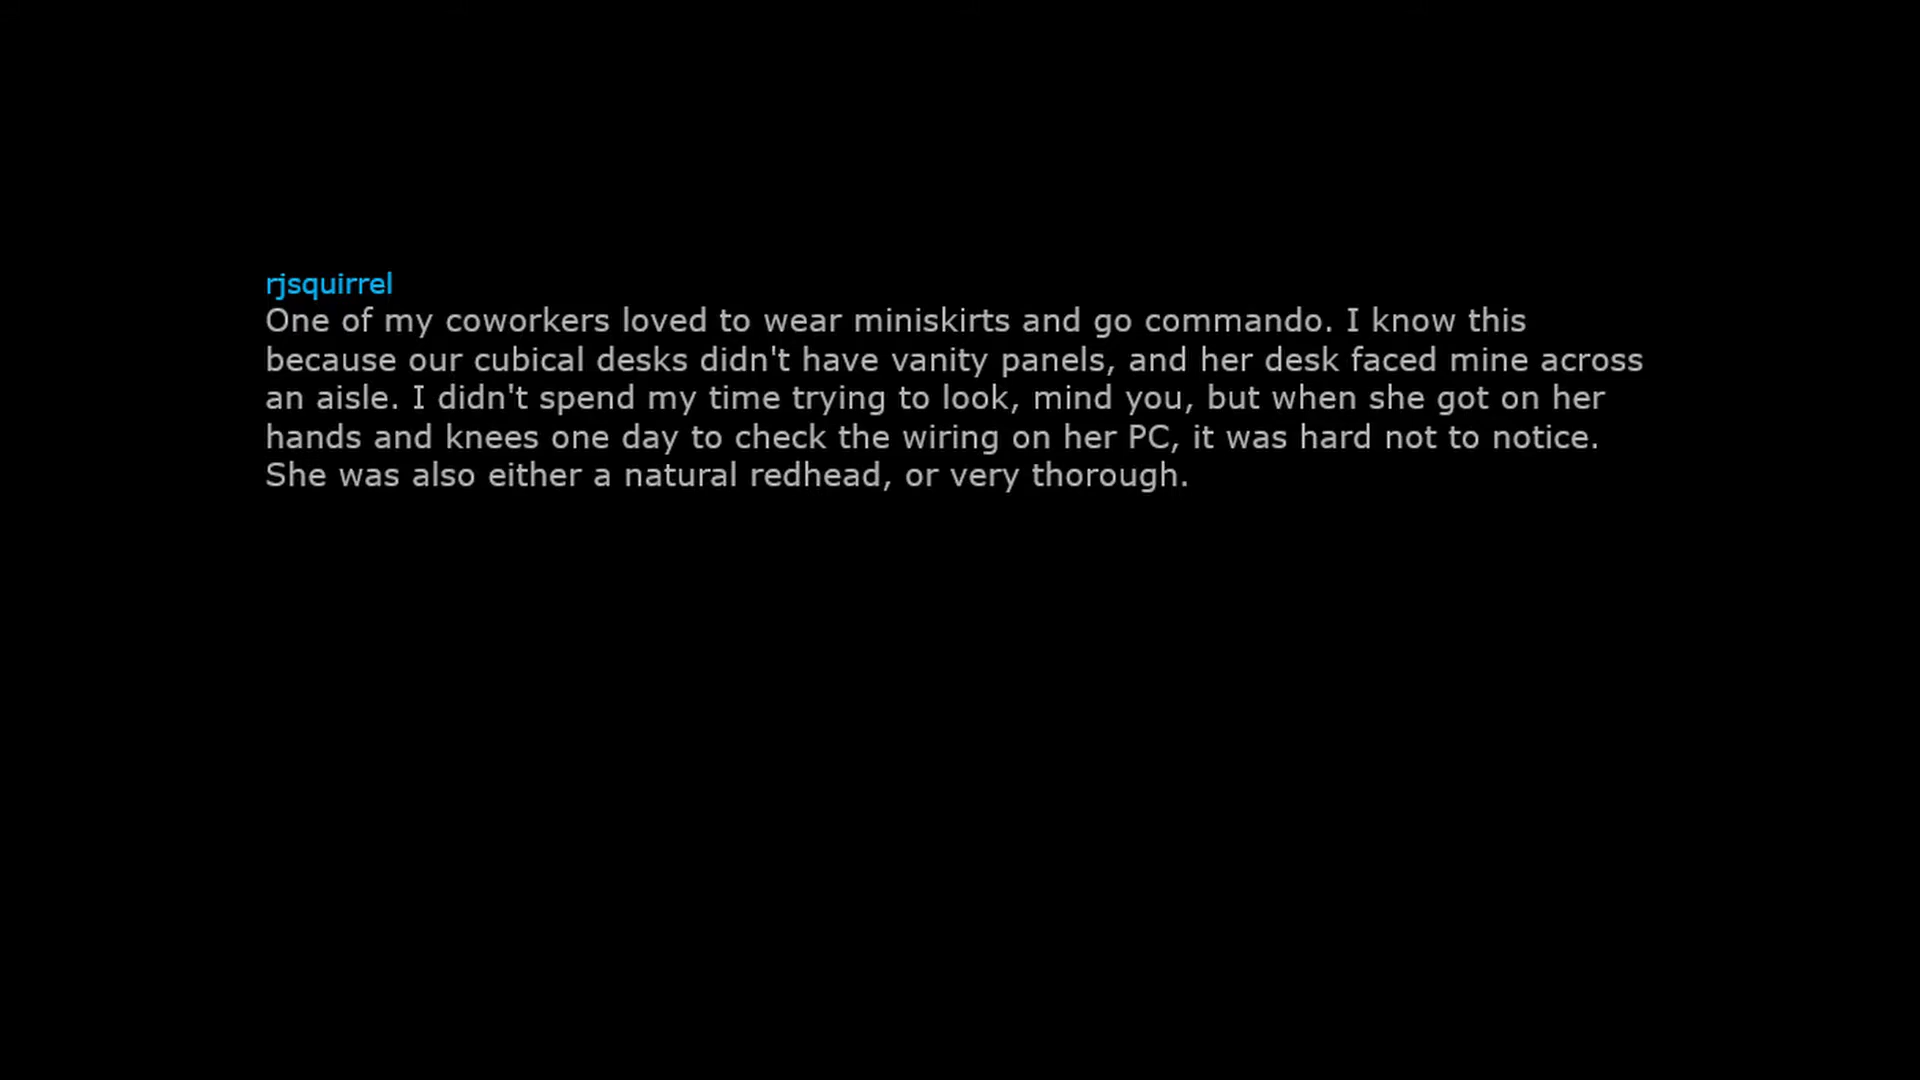 rjsquirrel
One of my coworkers loved to wear miniskirts and go commando. I know this
because our cubical desks didn't have vanity panels, and her desk faced mine across
an aisle. I didn't spend my time trying to look, mind you, but when she got on her
hands and knees one day to check the wiring on her PC, it was hard not to notice.
She was also either a natural redhead, or very thorough.